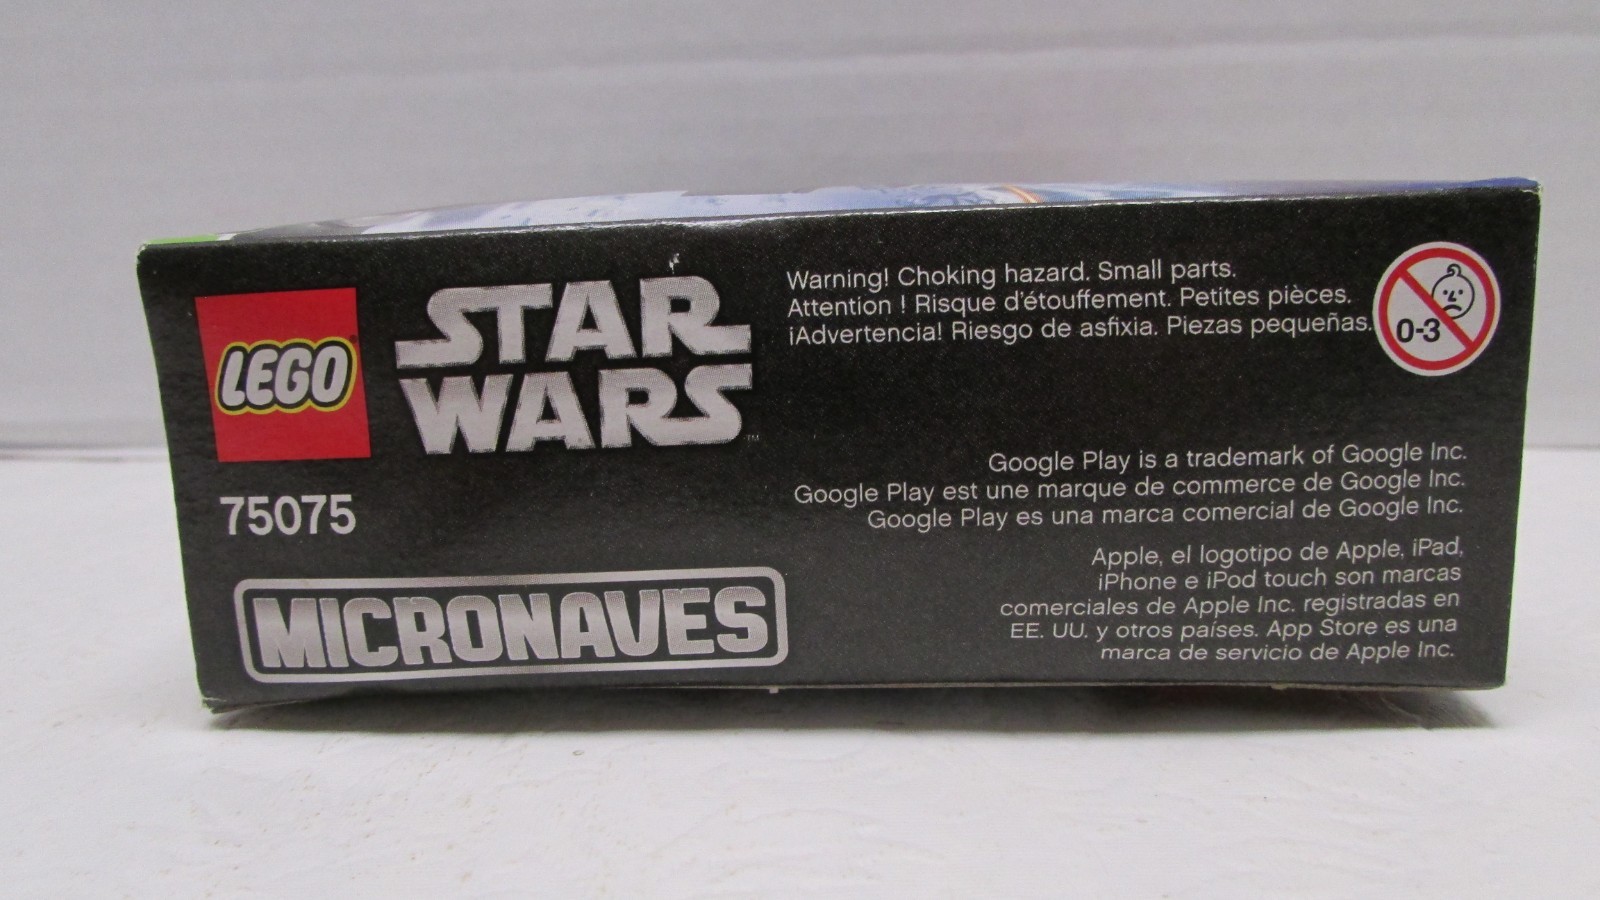 LEGO®
STAR
WARS™
75075
MICRONAVES
Warning! Choking hazard. Small parts.
Attention ! Risque d'étouffement. Petites pièces.
¡Advertencia! Riesgo de asfixia. Piezas pequeñas.
0-3
Google Play is a trademark of Google Inc.
Google Play est une marque de commerce de Google Inc.
Google Play es una marca comercial de Google Inc.
Apple, el logotipo de Apple, iPad,
iPhone e iPod touch son marcas
comerciales de Apple Inc. registradas en
EE. UU. y otros países. App Store es una
marca de servicio de Apple Inc.